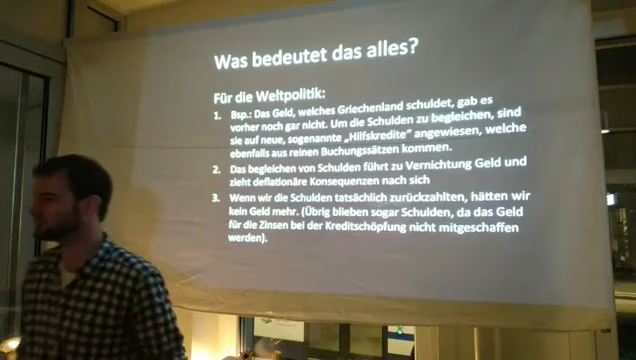 Was bedeutet das alles?
Für die Weltpolitik:
1. Bsp.: Das Geld, welches Griechenland schuldet, gab es
vorher noch gar nicht. Um die Schulden zu begleichen, sind
sie auf neue, sogenannte „Hilfskredite" angewiesen, welche
ebenfalls aus reinen Buchungssätzen kommen.
2. Das begleichen von Schulden führt zu Vernichtung Geld und
zieht deflationäre Konsequenzen nach sich
3. Wenn wir die Schulden tatsächlich zurückzahlten, hätten wir
kein Geld mehr. (Übrig blieben sogar Schulden, da das Geld
für die Zinsen bei der Kreditschöpfung nicht mitgeschaffen
werden).